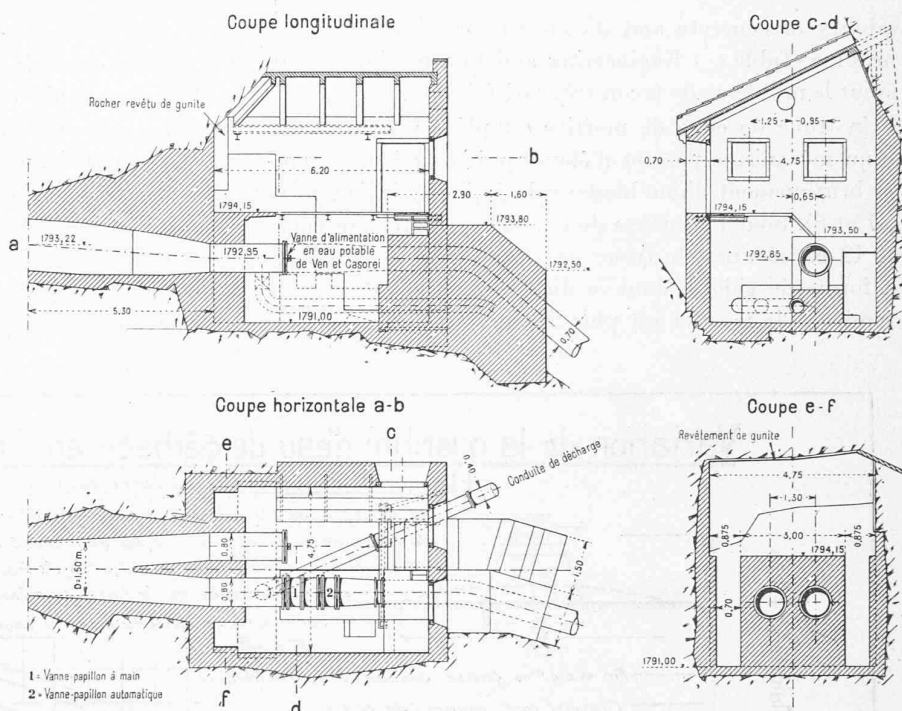 Coupe longitudinale
Rocher revêtu de gunite
6.20
b
2.90
1,60
1794,15
1793,80
a
1793,22
1792,95
Vanne d'alimentation
en eau potable
de Ven et Casorei
1792,50
5,30
1791,00
0,70
Coupe c-d
1,25
0,95
0,70
4,75
0,65
1794,15
1793,50
1792,85
Coupe horizontale a-b
e
c
40
Conduite de décharge
0,80
4,75
D=1,50m
0,80
1
2
1,50
1 = Vanne-papillon à main
2 = Vanne-papillon automatique
f
d
Coupe e-f
Revêtement de gunite
4,75
1,30
0,875
3,00
0,875
1794,15
0,70
1791,00